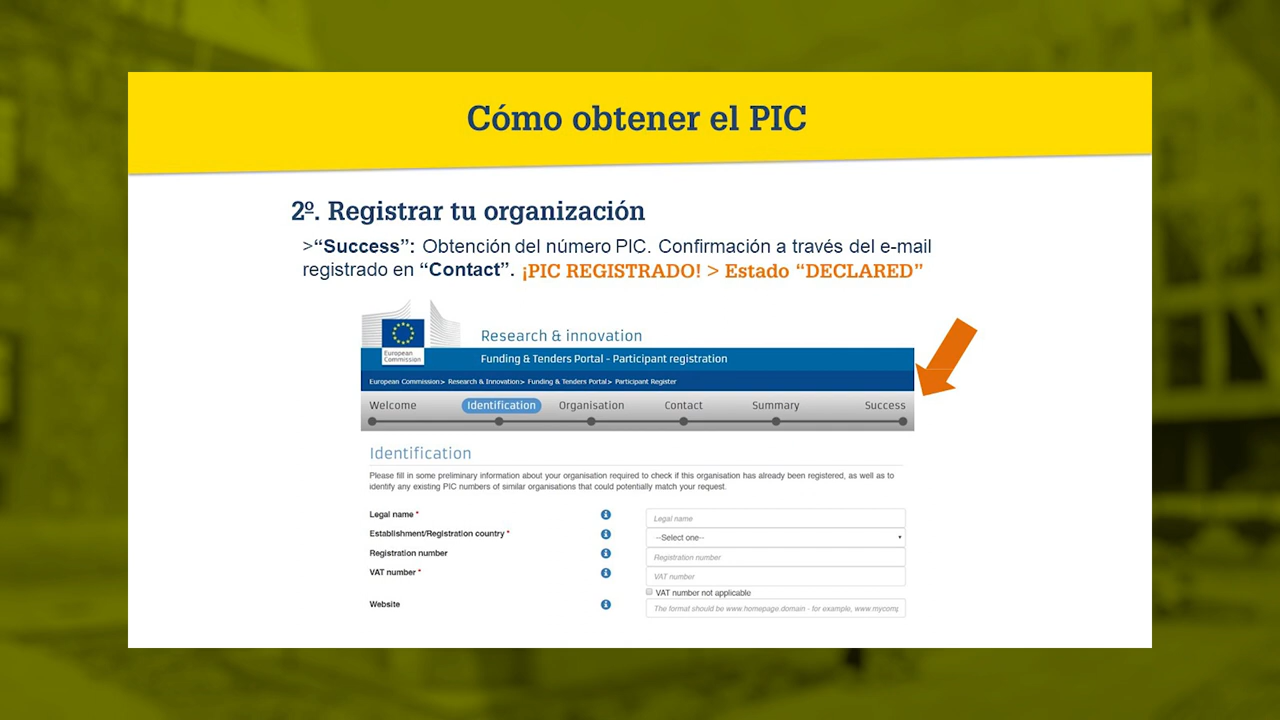 Cómo obtener el PIC
2º. Registrar tu organización
>“Success”: Obtención del número PIC. Confirmación a través del e-mail
registrado en “Contact”. ¡PIC REGISTRADO! > Estado “DECLARED”
European
Commission
Research & innovation
Funding & Tenders Portal - Participant registration
European Commission> Research & Innovation> Funding & Tenders Portal> Participant Register
Welcome Identification Organisation Contact Summary Success
Identification
Please fill in some preliminary information about your organisation required to check if this organisation has already been registered, as well as to
identify any existing PIC numbers of similar organisations that could potentially match your request.
Legal name * Legal name
Establishment/Registration country * --Select one--
Registration number Registration number
VAT number * VAT number
VAT number not applicable
Website The format should be www.homepage.domain - for example, www.mycomp